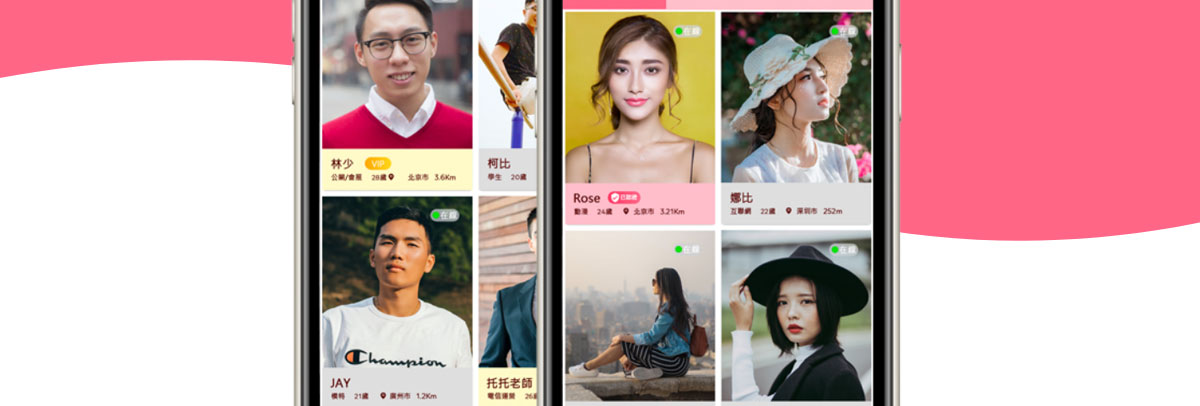 林少 VIP
公關/會展 28歲 北京市 3.6Km
柯比
學生 20歲
在線
Champion
JAY
模特 21歲 廣州市 1.2Km
托托老師
電信運營 26
在線
Rose 已認證
動漫 24歲 北京市 3.21Km
在線
娜比
互聯網 22歲 深圳市 252m
在線
在線